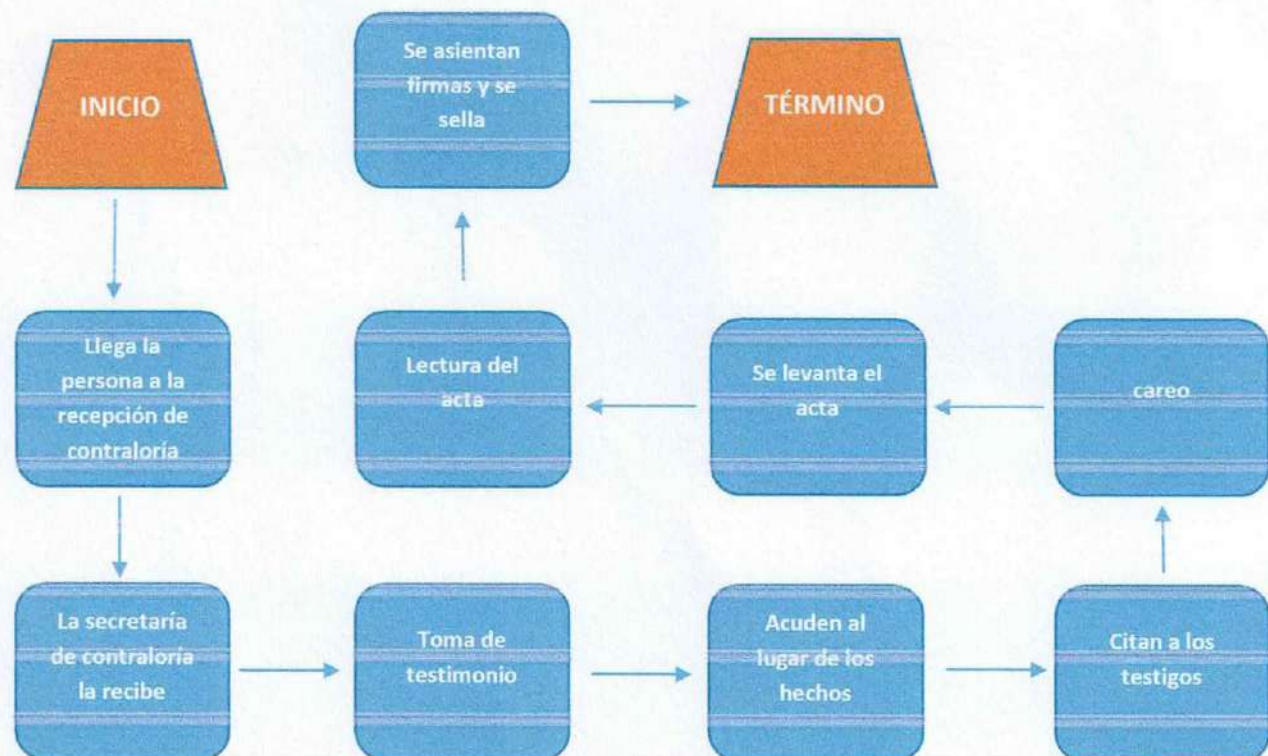 INICIO
Se asientan
firmas y se
sella
TÉRMINO
Llega la
persona a la
recepción de
contraloría
Lectura del
acta
Se levanta el
acta
careo
La secretaría
de contraloría
la recibe
Toma de
testimonio
Acuden al
lugar de los
hechos
Citan a los
testigos